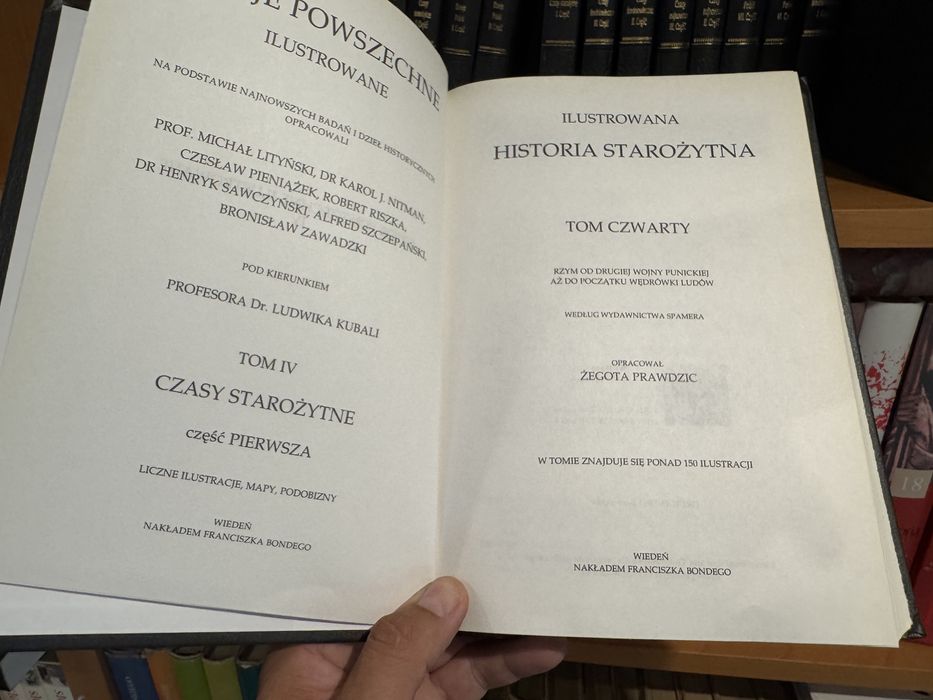 JE POWSZECHNE
ILUSTROWANE
NA PODSTAWIE NAJNOWSZYCH BADAŃ I DZIEŁ HISTORYCZNYCH
OPRACOWALI
PROF. MICHAŁ LITYŃSKI, DR KAROL J. NITMAN,
CZESŁAW PIENIĄŻEK, ROBERT RISZKA,
DR HENRYK SAWCZYŃSKI, ALFRED SZCZEPAŃSKI,
BRONISŁAW ZAWADZKI
POD KIERUNKIEM
PROFESORA Dr. LUDWIKA KUBALI
TOM IV
CZASY STAROŻYTNE
część PIERWSZA
LICZNE ILUSTRACJE, MAPY, PODOBIZNY
WIEDEŃ
NAKŁADEM FRANCISZKA BONDEGO
ILUSTROWANA
HISTORIA STAROŻYTNA
TOM CZWARTY
RZYM OD DRUGIEJ WOJNY PUNICKIEJ
AŻ DO POCZĄTKU WĘDRÓWKI LUDÓW
WEDŁUG WYDAWNICTWA SPAMERA
OPRACOWAŁ
ŻEGOTA PRAWDZIC
W TOMIE ZNAJDUJE SIĘ PONAD 150 ILUSTRACJI
WIEDEŃ
NAKŁADEM FRANCISZKA BONDEGO
18